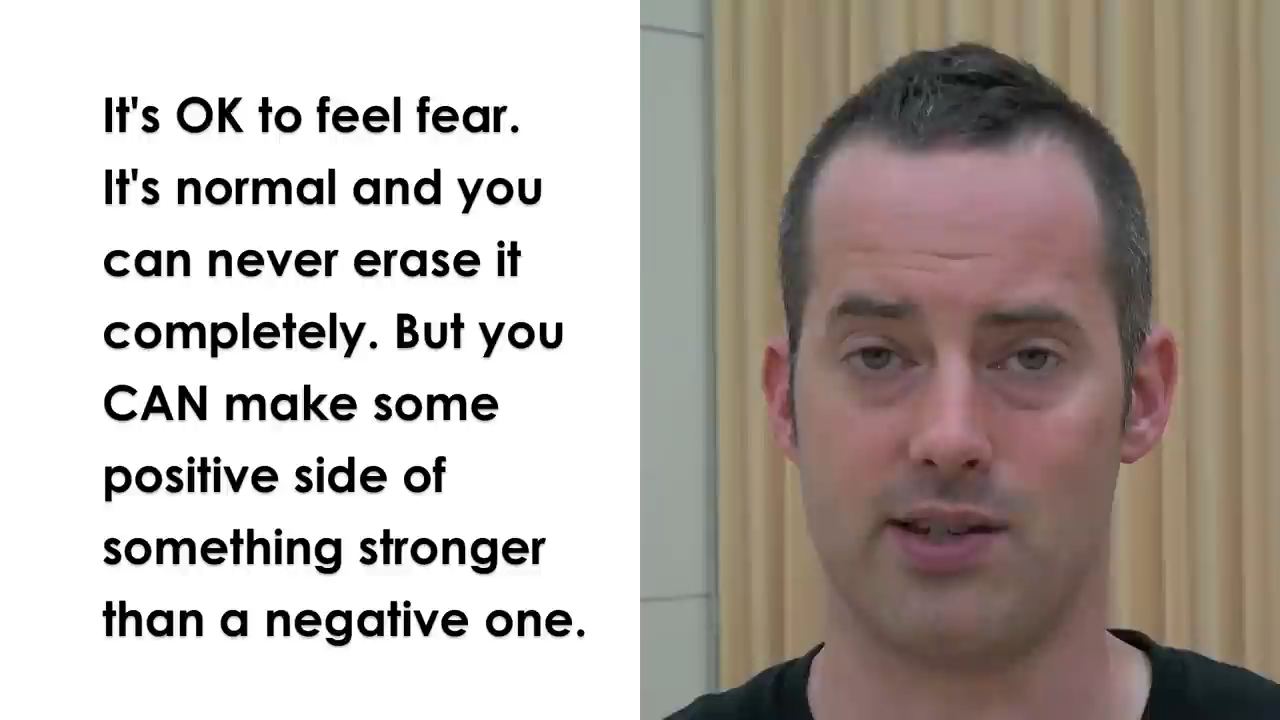 It's OK to feel fear.
It's normal and you
can never erase it
completely. But you
CAN make some
positive side of
something stronger
than a negative one.